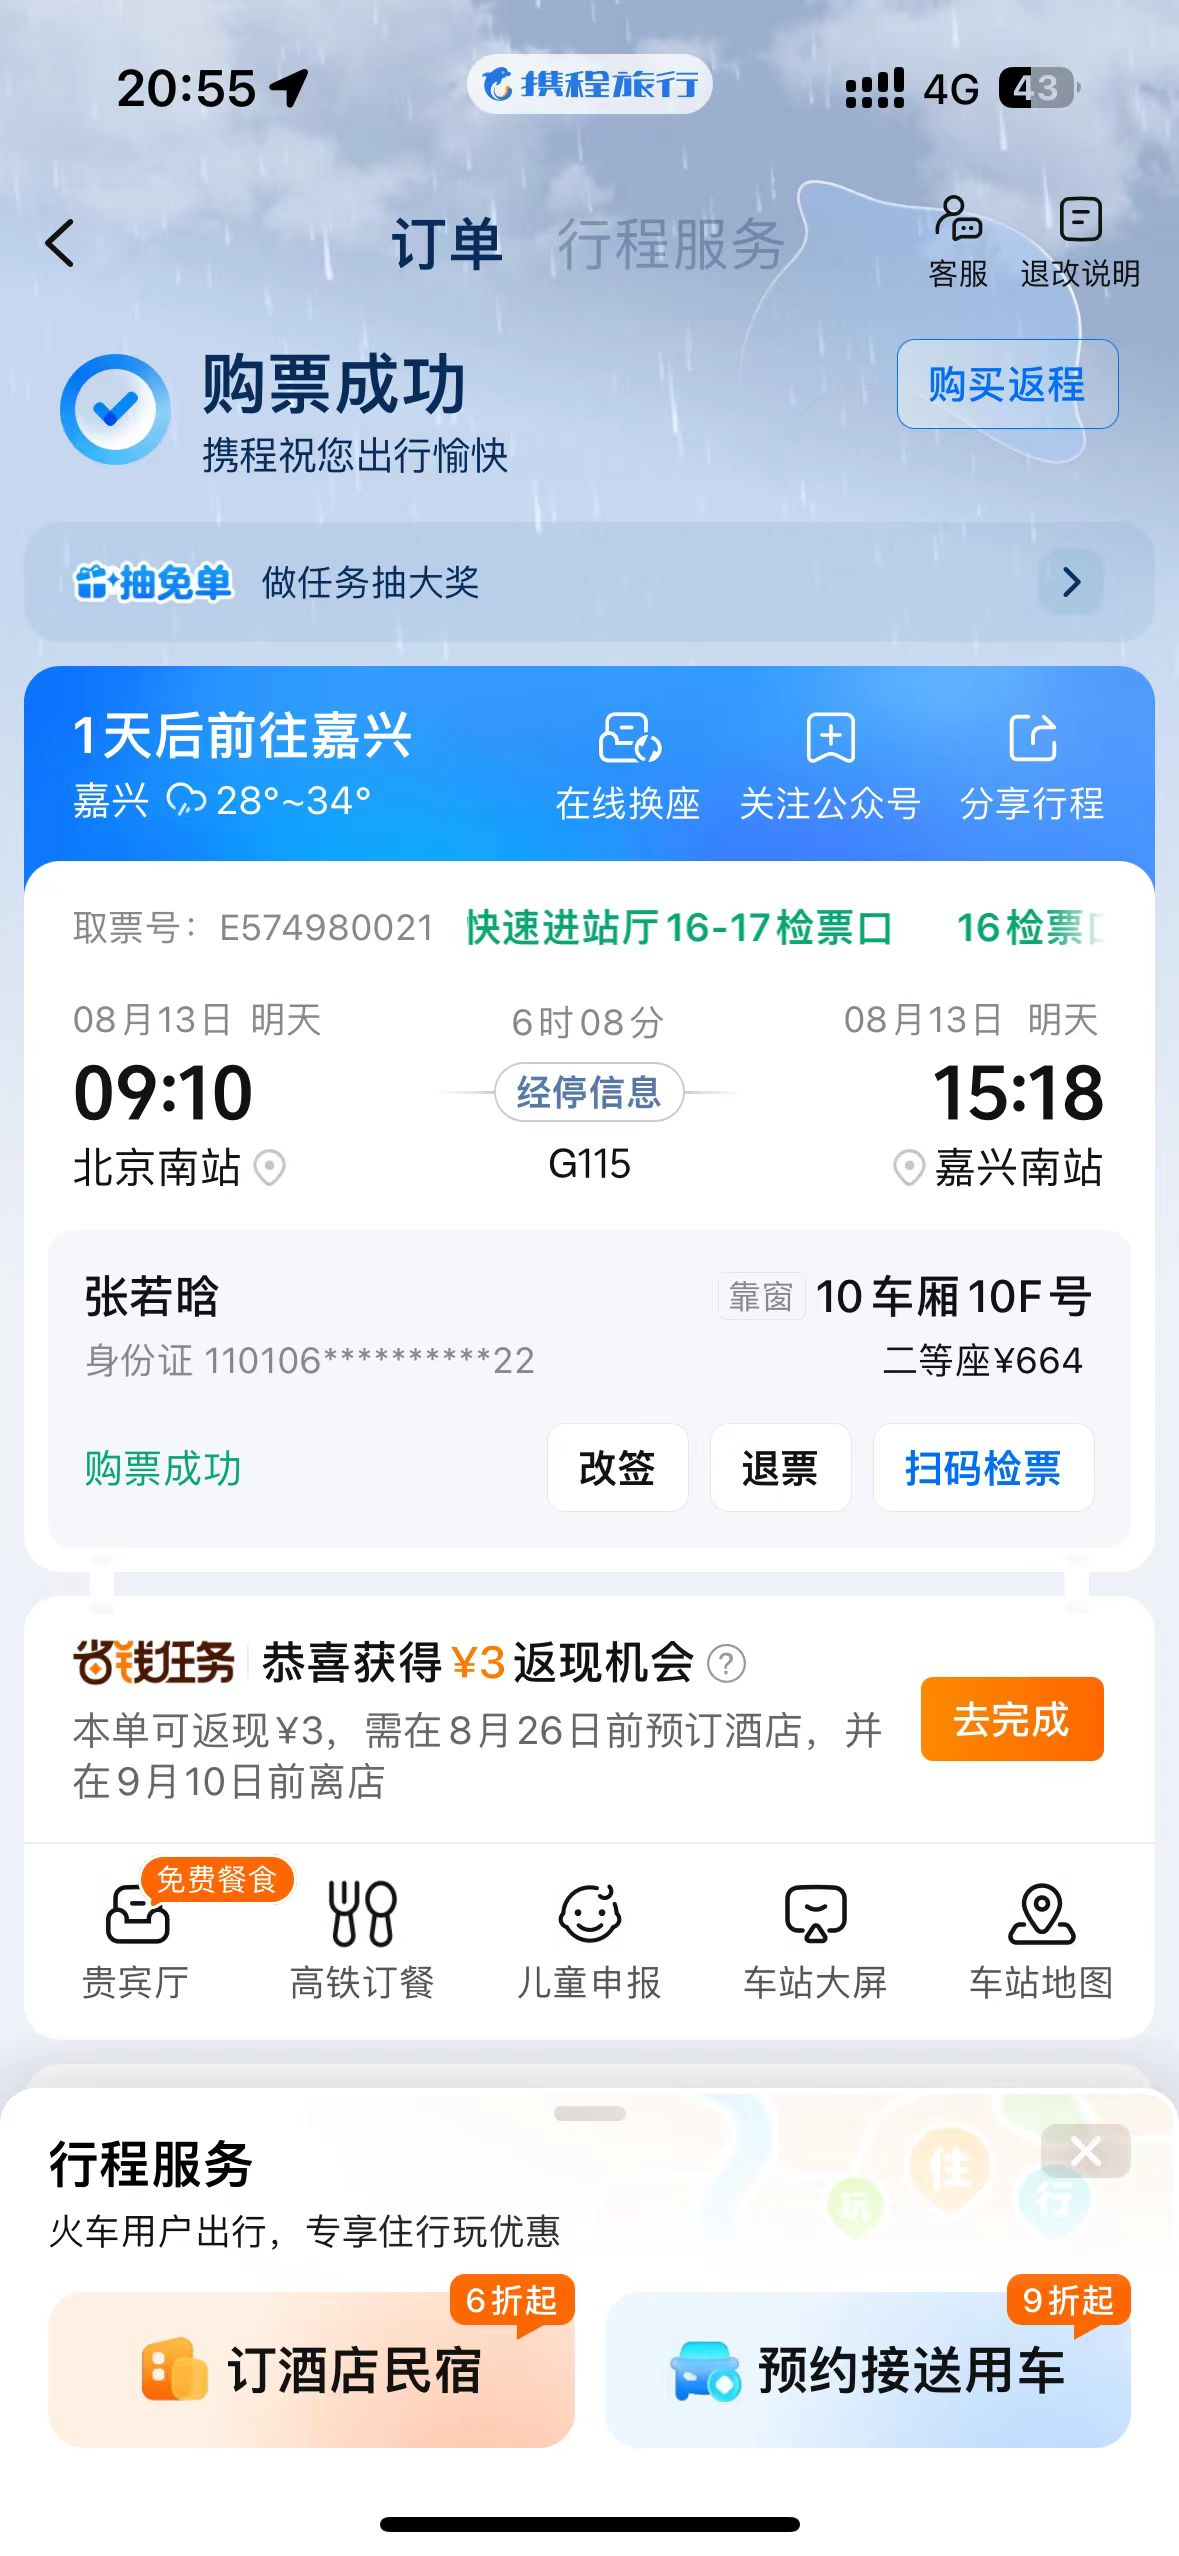 20:55
携程旅行
4G
43
订单
行程服务
客服
退改说明
购票成功
携程祝您出行愉快
购买返程
抽免单
做任务抽大奖
1天后前往嘉兴
嘉兴 28°~34°
在线换座
关注公众号
分享行程
取票号：E574980021
快速进站厅16-17检票口
16检票口
08月13日 明天
6时08分
08月13日 明天
09:10
经停信息
15:18
北京南站
G115
嘉兴南站
张若晗
靠窗
10车厢10F号
身份证 110106**********22
二等座¥664
购票成功
改签
退票
扫码检票
省钱任务
恭喜获得¥3返现机会
?
本单可返现¥3，需在8月26日前预订酒店，并
在9月10日前离店
去完成
免费餐食
贵宾厅
高铁订餐
儿童申报
车站大屏
车站地图
行程服务
火车用户出行，专享住行玩优惠
玩
住
行
6折起
订酒店民宿
9折起
预约接送用车